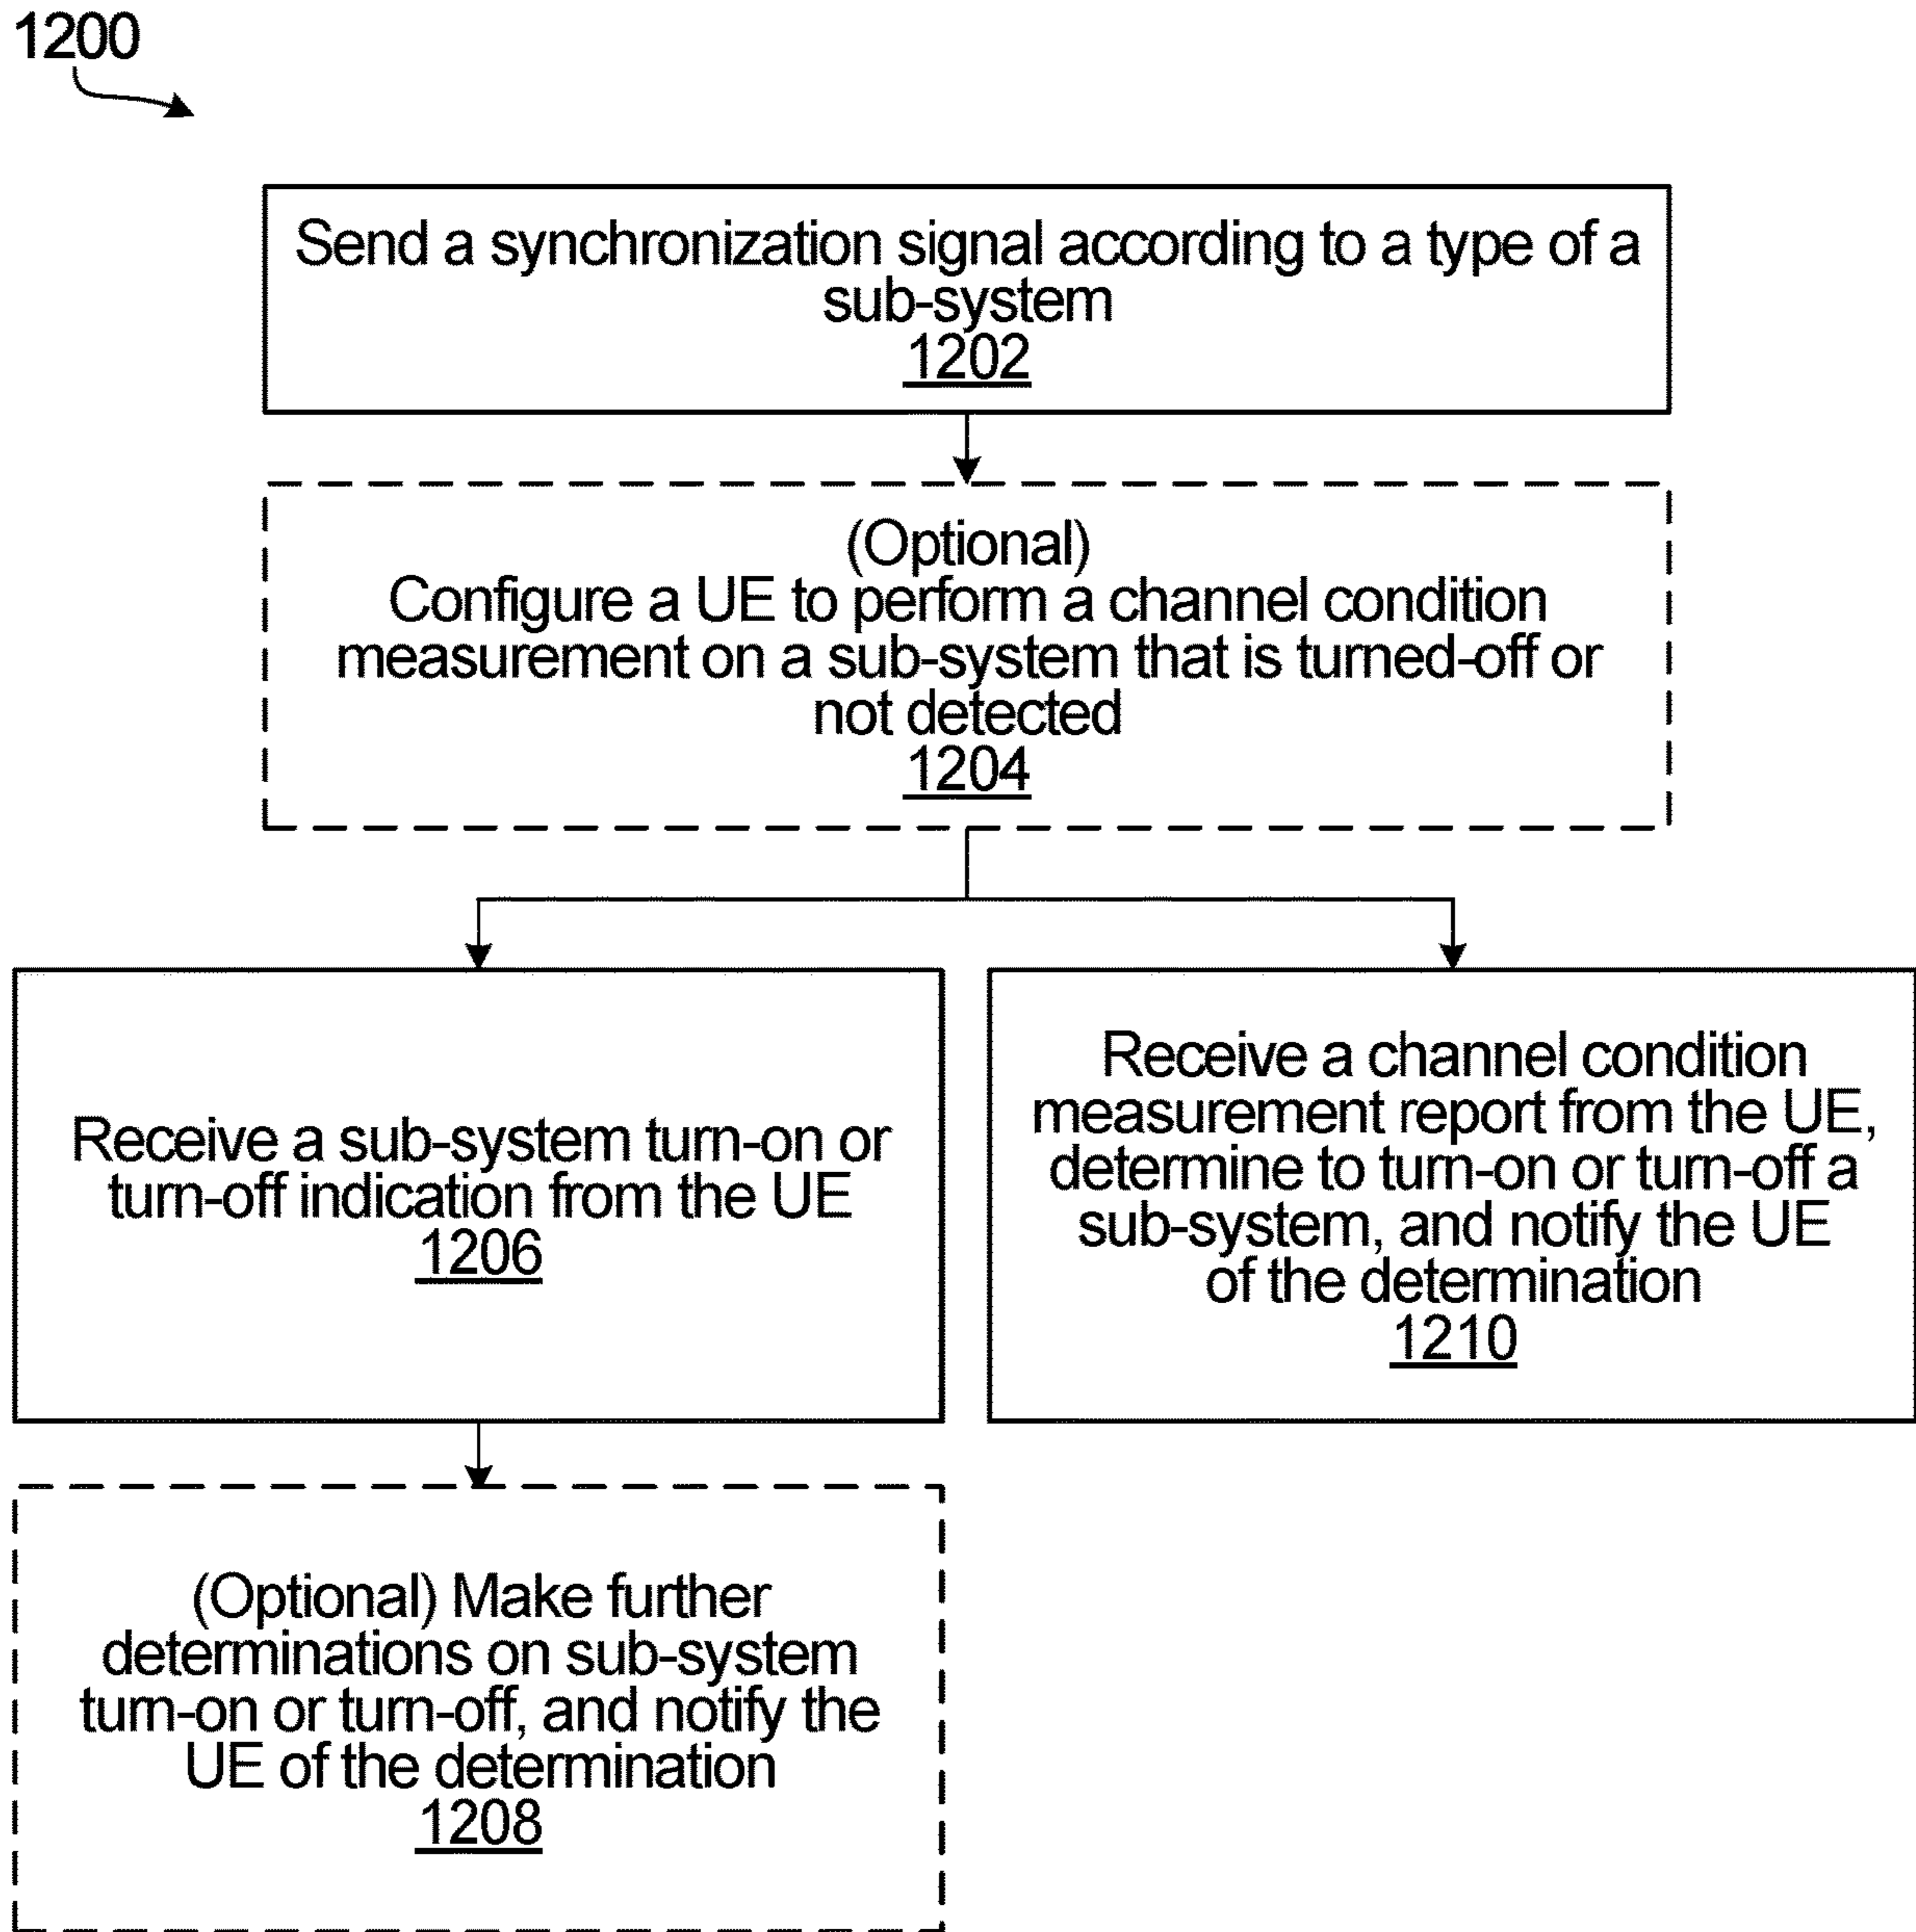 1200
Send a synchronization signal according to a type of a
sub-system
1202
(Optional)
Configure a UE to perform a channel condition
measurement on a sub-system that is turned-off or
not detected
1204
Receive a sub-system turn-on or
turn-off indication from the UE
1206
Receive a channel condition
measurement report from the UE,
determine to turn-on or turn-off a
sub-system, and notify the UE
of the determination
1210
(Optional) Make further
determinations on sub-system
turn-on or turn-off, and notify the
UE of the determination
1208